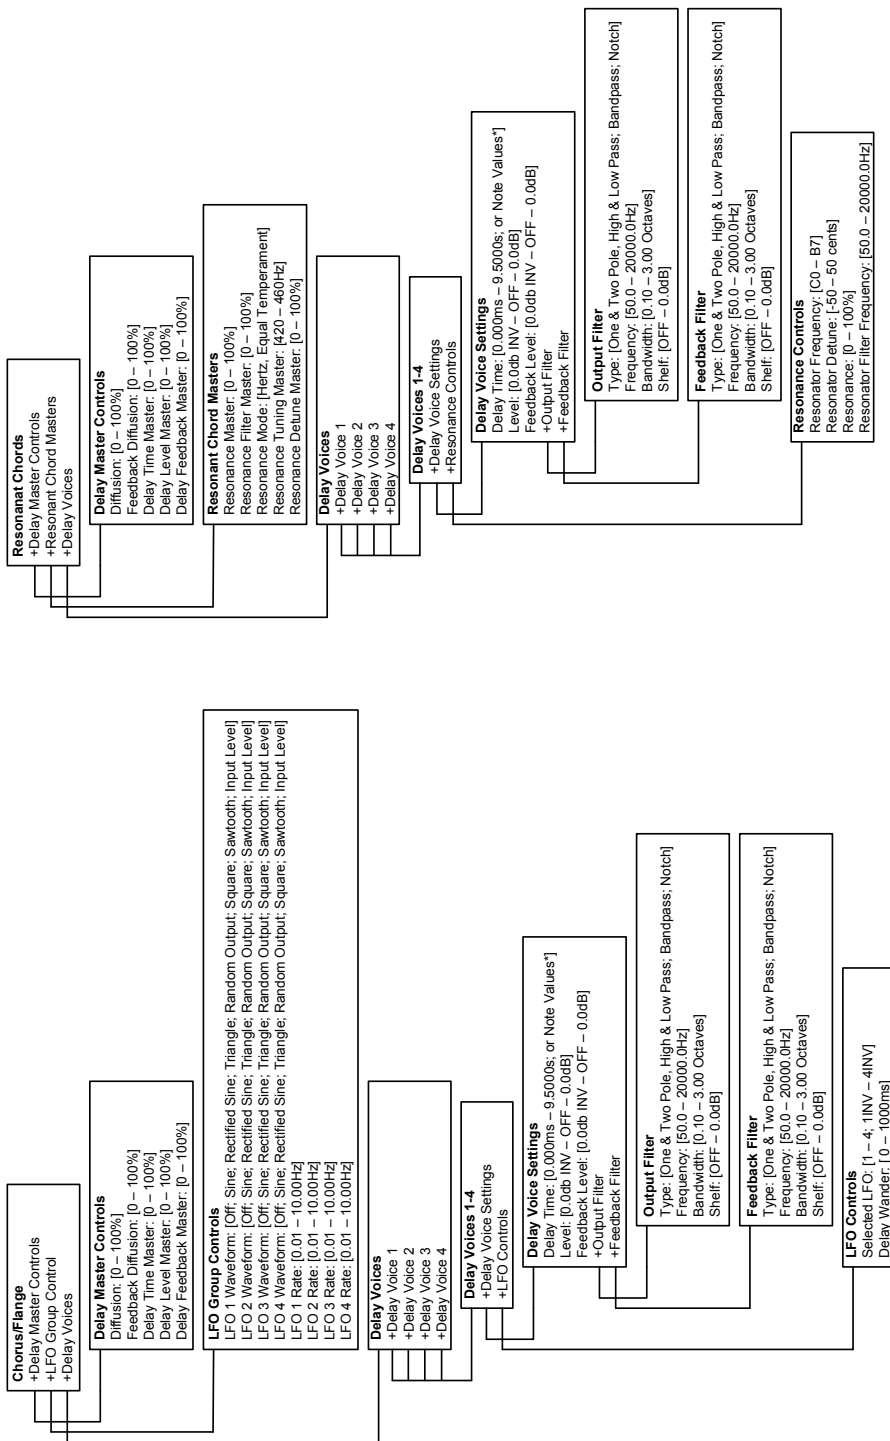 Chorus/Flange
+Delay Master Controls
+LFO Group Control
+Delay Voices
Delay Master Controls
Diffusion: [0 – 100%]
Feedback Diffusion: [0 – 100%]
Delay Time Master: [0 – 100%]
Delay Level Master: [0 – 100%]
Delay Feedback Master: [0 – 100%]
LFO Group Controls
LFO 1 Waveform: [Off; Sine; Rectified Sine; Triangle; Random Output; Square; Sawtooth; Input Level]
LFO 2 Waveform: [Off; Sine; Rectified Sine; Triangle; Random Output; Square; Sawtooth; Input Level]
LFO 3 Waveform: [Off; Sine; Rectified Sine; Triangle; Random Output; Square; Sawtooth; Input Level]
LFO 4 Waveform: [Off; Sine; Rectified Sine; Triangle; Random Output; Square; Sawtooth; Input Level]
LFO 1 Rate: [0.01 – 10.00Hz]
LFO 2 Rate: [0.01 – 10.00Hz]
LFO 3 Rate: [0.01 – 10.00Hz]
LFO 4 Rate: [0.01 – 10.00Hz]
Delay Voices
+Delay Voice 1
+Delay Voice 2
+Delay Voice 3
+Delay Voice 4
Delay Voices 1-4
+Delay Voice Settings
+LFO Controls
Delay Voice Settings
Delay Time: [0.000ms – 9.5000s; or Note Values*]
Level: [0.0db INV – OFF – 0.0dB]
Feedback Level: [0.0db INV – OFF – 0.0dB]
+Output Filter
+Feedback Filter
Output Filter
Type: [One & Two Pole, High & Low Pass; Bandpass; Notch]
Frequency: [50.0 – 20000.0Hz]
Bandwidth: [0.10 – 3.00 Octaves]
Shelf: [OFF – 0.0dB]
Feedback Filter
Type: [One & Two Pole, High & Low Pass; Bandpass; Notch]
Frequency: [50.0 – 20000.0Hz]
Bandwidth: [0.10 – 3.00 Octaves]
Shelf: [OFF – 0.0dB]
LFO Controls
Selected LFO: [1 – 4; 1INV – 4INV]
Delay Wander: [0 – 1000ms]
Resonanat Chords
+Delay Master Controls
+Resonant Chord Masters
+Delay Voices
Delay Master Controls
Diffusion: [0 – 100%]
Feedback Diffusion: [0 – 100%]
Delay Time Master: [0 – 100%]
Delay Level Master: [0 – 100%]
Delay Feedback Master: [0 – 100%]
Resonant Chord Masters
Resonance Master: [0 – 100%]
Resonance Filter Master: [0 – 100%]
Resonance Mode: [Hertz, Equal Temperament]
Resonance Tuning Master: [420 – 460Hz]
Resonance Detune Master: [0 – 100%]
Delay Voices
+Delay Voice 1
+Delay Voice 2
+Delay Voice 3
+Delay Voice 4
Delay Voices 1-4
+Delay Voice Settings
+Resonance Controls
Delay Voice Settings
Delay Time: [0.000ms – 9.5000s; or Note Values*]
Level: [0.0db INV – OFF – 0.0dB]
Feedback Level: [0.0db INV – OFF – 0.0dB]
+Output Filter
+Feedback Filter
Output Filter
Type: [One & Two Pole, High & Low Pass; Bandpass; Notch]
Frequency: [50.0 – 20000.0Hz]
Bandwidth: [0.10 – 3.00 Octaves]
Shelf: [OFF – 0.0dB]
Feedback Filter
Type: [One & Two Pole, High & Low Pass; Bandpass; Notch]
Frequency: [50.0 – 20000.0Hz]
Bandwidth: [0.10 – 3.00 Octaves]
Shelf: [OFF – 0.0dB]
Resonance Controls
Resonator Frequency: [C0 – B7]
Resonator Detune: [-50 – 50 cents]
Resonance: [0 – 100%]
Resonator Filter Frequency: [50.0 – 20000.0Hz]